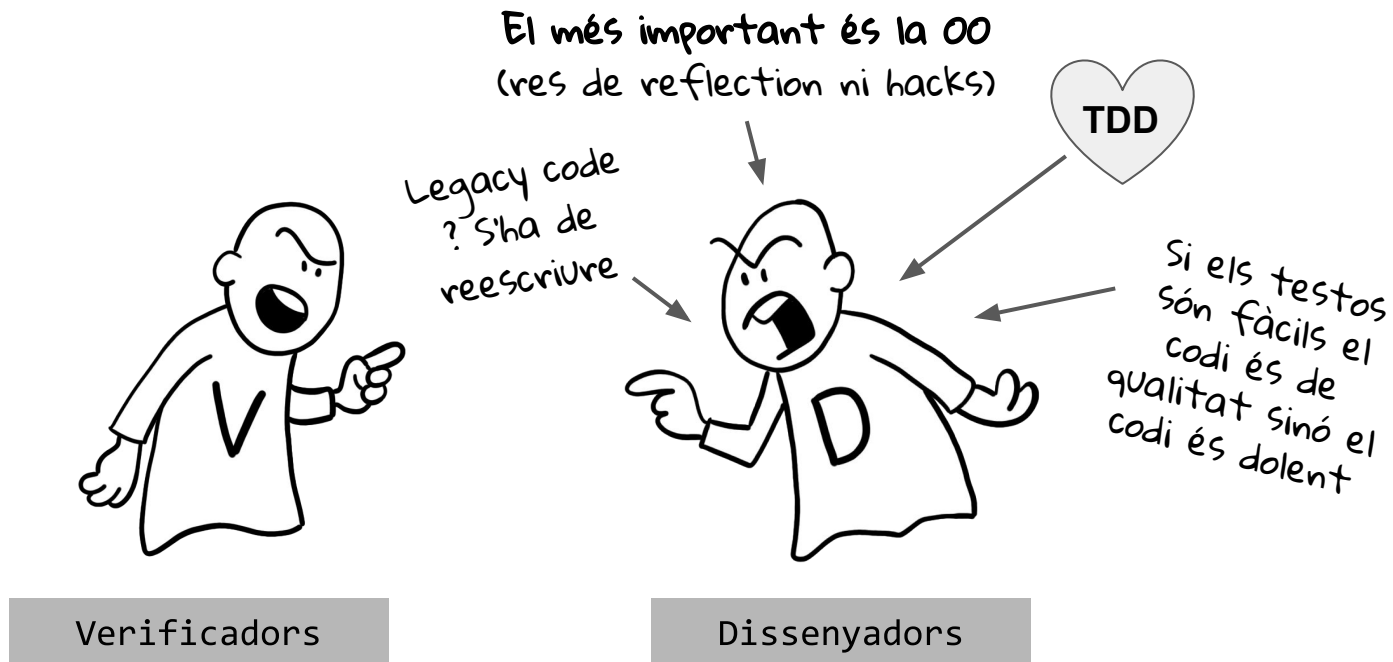 El més important és la OO
(res de reflection ni hacks)
TDD
Legacy code
? S'ha de
reescriure
Si els testos
són fàcils el
codi és de
qualitat sinó el
codi és dolent
V
D
Verificadors
Dissenyadors